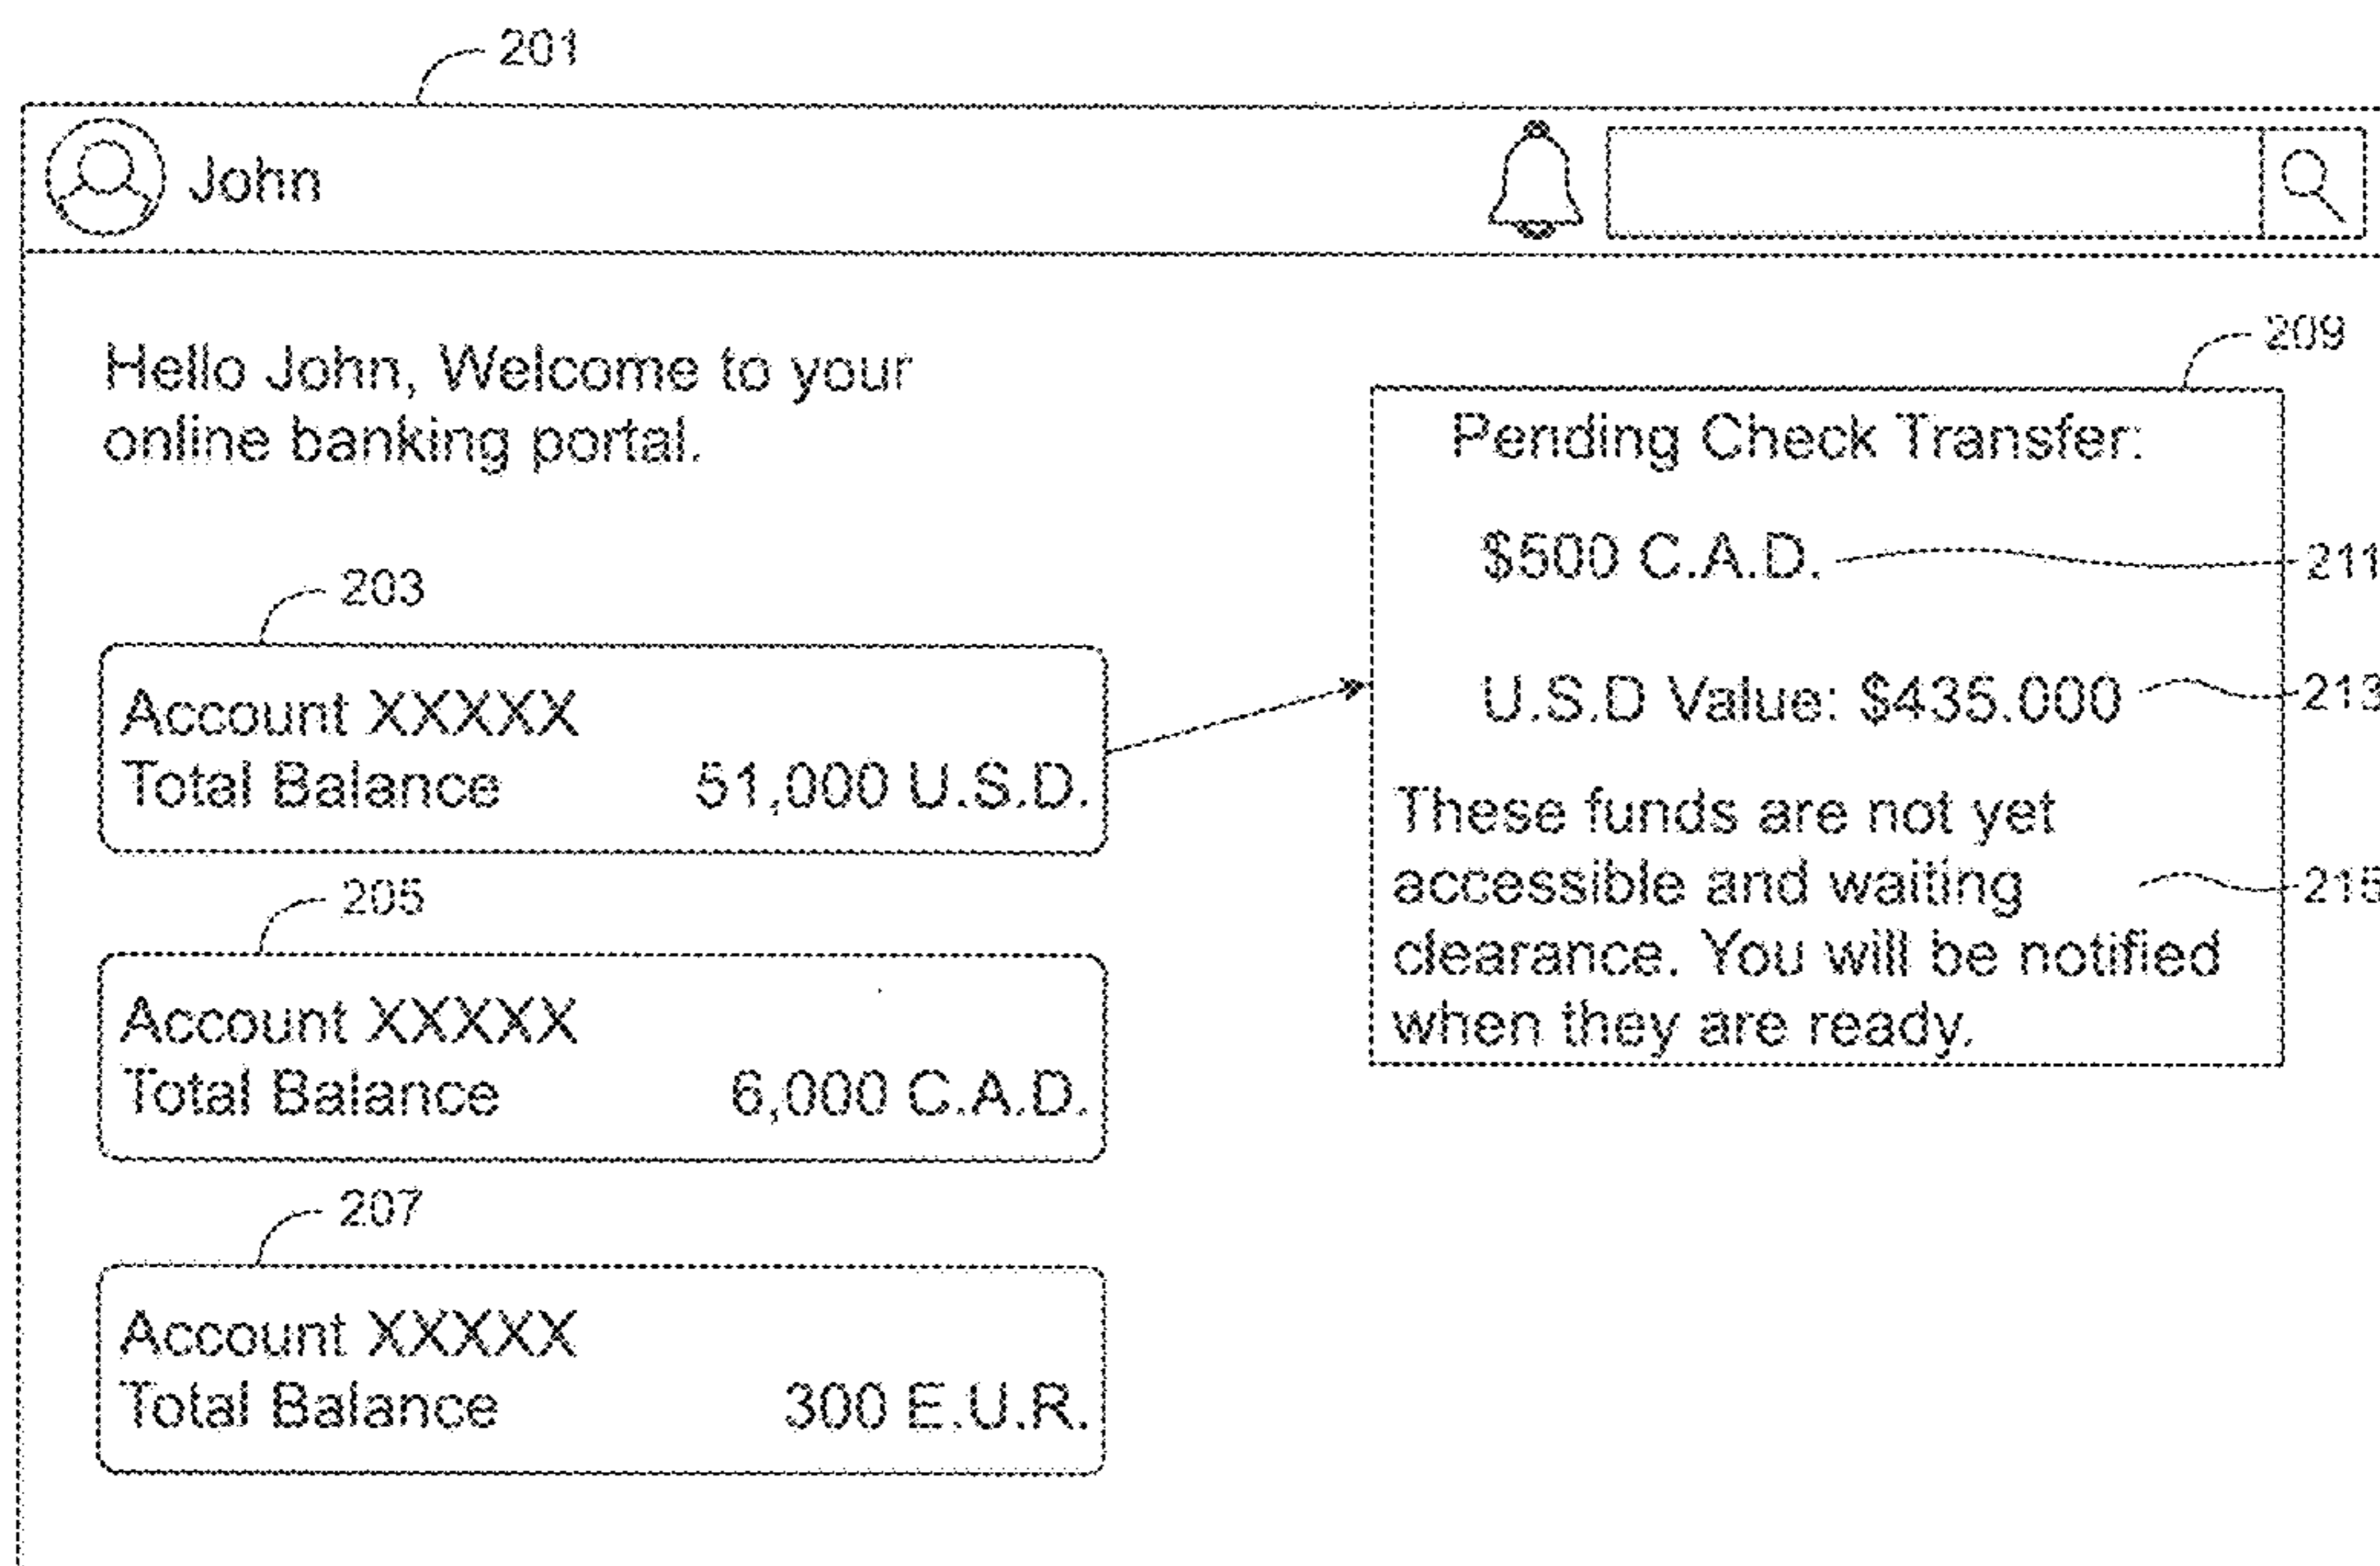 201
John
Hello John, Welcome to your
online banking portal.
203
Account XXXXX
Total Balance 51,000 U.S.D.
205
Account XXXXX
Total Balance 6,000 C.A.D.
207
Account XXXXX
Total Balance 300 E.U.R.
209
Pending Check Transfer:
$500 C.A.D. 211
U.S.D Value: $435.000 213
These funds are not yet
accessible and waiting 215
clearance. You will be notified
when they are ready.